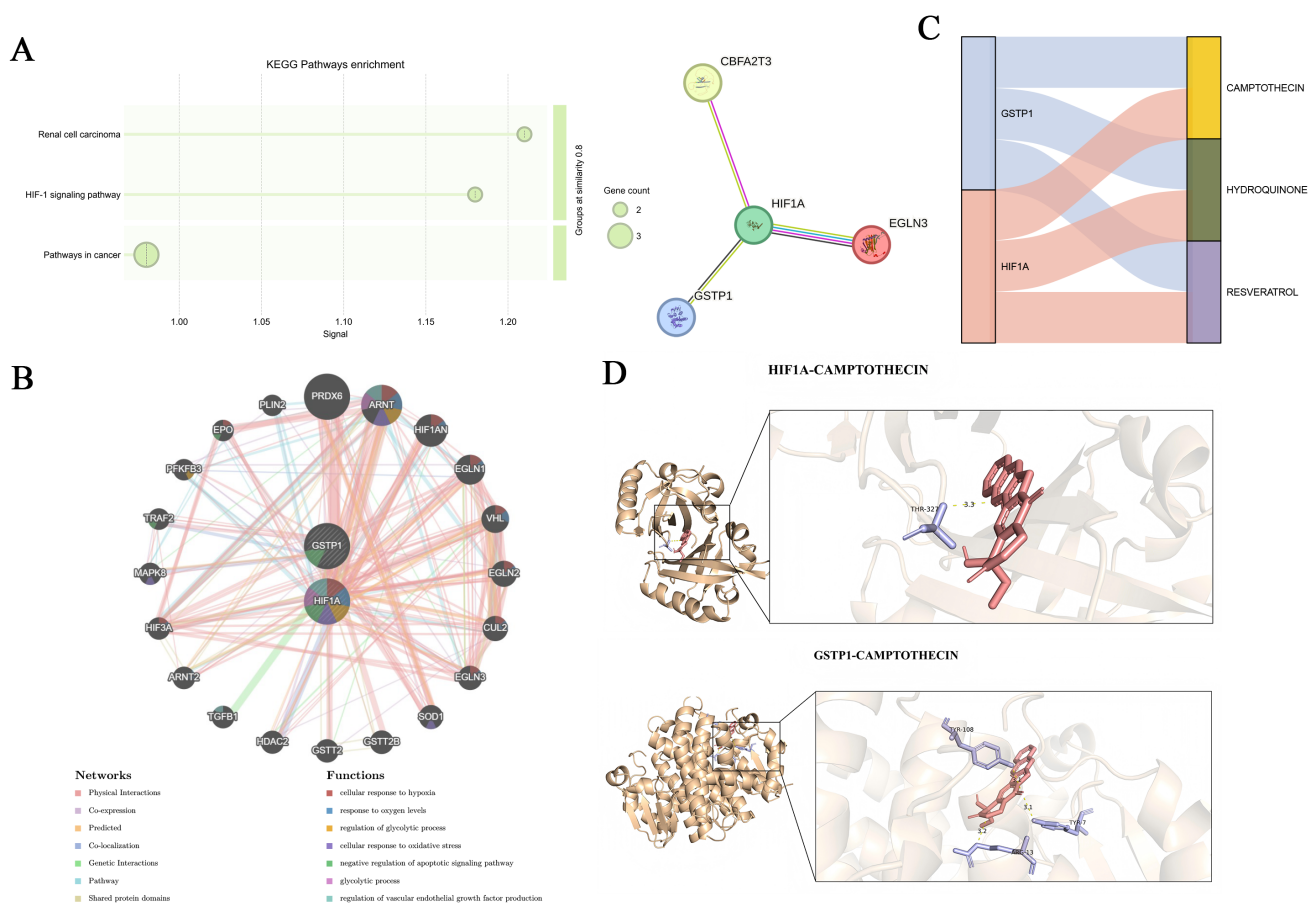 A
KEGG Pathways enrichment
Renal cell carcinoma
HIF-1 signaling pathway
Pathways in cancer
1.00
1.05
1.10
1.15
1.20
Signal
Groups at similarity 0.8
Gene count
2
3
CBFA2T3
HIF1A
EGLN3
GSTP1
C
GSTP1
HIF1A
CAMPTOTHECIN
HYDROQUINONE
RESVERATROL
B
PRDX6
ARNT
HIF1AN
EGLN1
VHL
EGLN2
CUL2
EGLN3
SOD1
GSTT2B
GSTT2
HDAC2
TGFB1
ARNT2
HIF3A
MAPK8
TRAF2
PFKFB3
EPO
PLIN2
GSTP1
HIF1A
Networks
Physical Interactions
Co-expression
Predicted
Co-localization
Genetic Interactions
Pathway
Shared protein domains
Functions
cellular response to hypoxia
response to oxygen levels
regulation of glycolytic process
cellular response to oxidative stress
negative regulation of apoptotic signaling pathway
glycolytic process
regulation of vascular endothelial growth factor production
D
HIF1A-CAMPTOTHECIN
THR-327
3.3
GSTP1-CAMPTOTHECIN
TYR-108
3.1
TYR-7
3.2
ARG-13